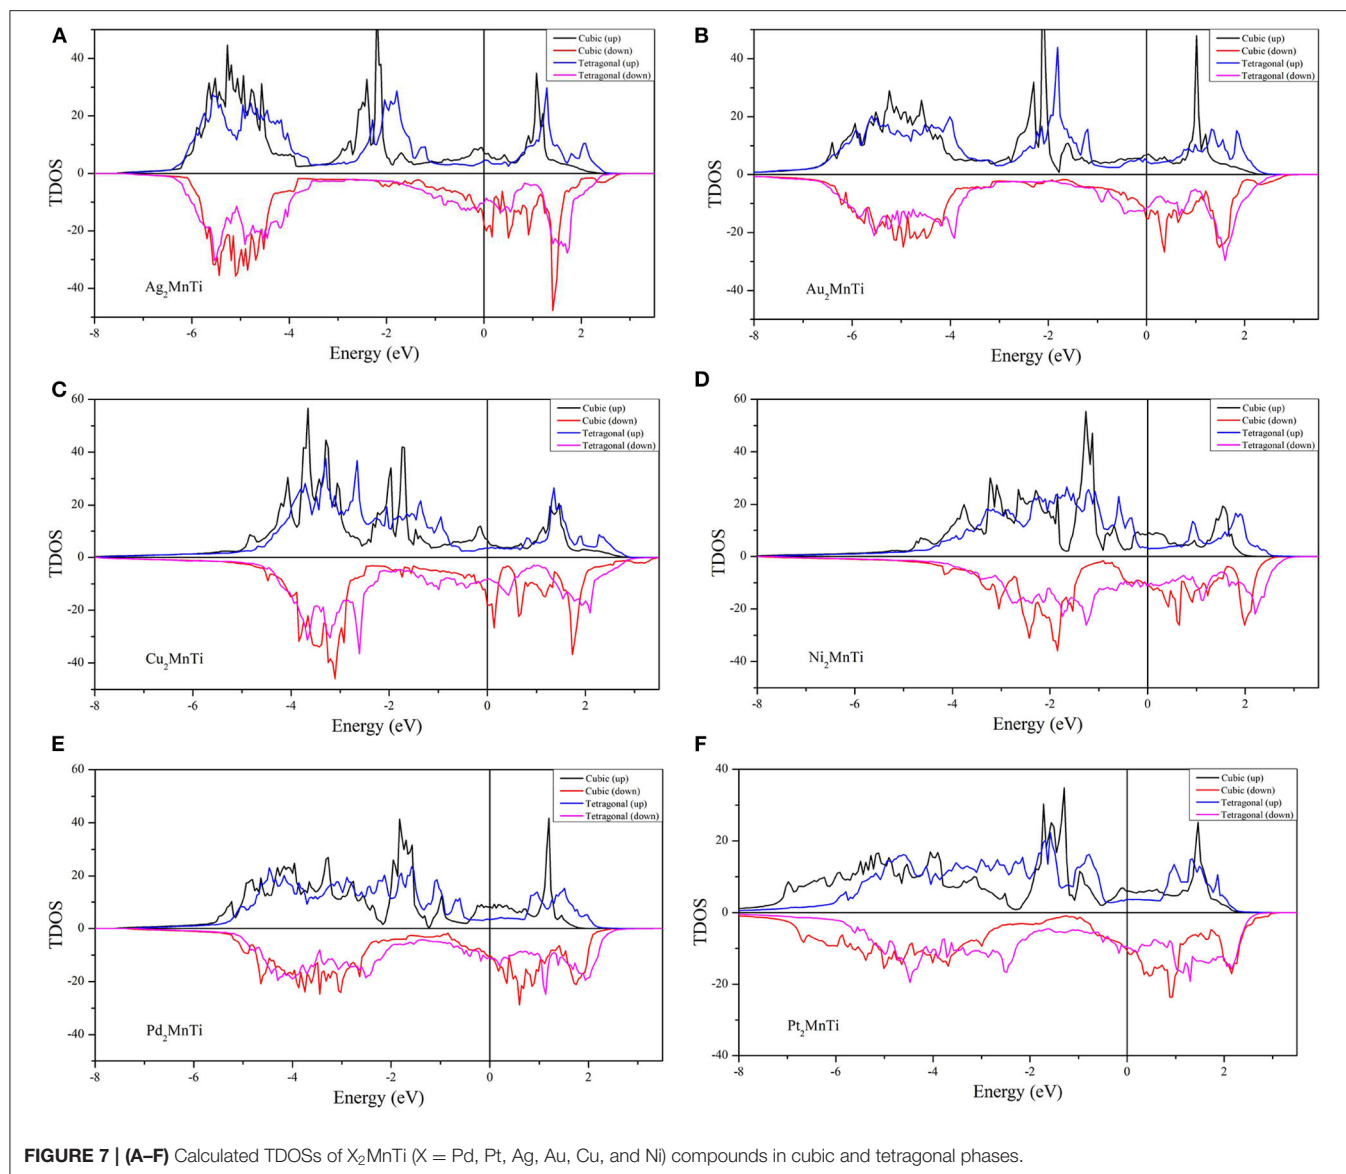 A
Cubic (up)
Cubic (down)
Tetragonal (up)
Tetragonal (down)
40
20
0
-20
-40
TDOS
Ag2MnTi
-8 -6 -4 -2 0 2
Energy (eV)
B
Cubic (up)
Cubic (down)
Tetragonal (up)
Tetragonal (down)
40
20
0
-20
-40
TDOS
Au2MnTi
-8 -6 -4 -2 0 2
Energy (eV)
C
Cubic (up)
Cubic (down)
Tetragonal (up)
Tetragonal (down)
60
40
20
0
-20
-40
TDOS
Cu2MnTi
-8 -6 -4 -2 0 2
Energy (eV)
D
Cubic (up)
Cubic (down)
Tetragonal (up)
Tetragonal (down)
60
40
20
0
-20
-40
TDOS
Ni2MnTi
-8 -6 -4 -2 0 2
Energy (eV)
E
Cubic (up)
Cubic (down)
Tetragonal (up)
Tetragonal (down)
60
40
20
0
-20
-40
TDOS
Pd2MnTi
-8 -6 -4 -2 0 2
Energy (eV)
F
Cubic (up)
Cubic (down)
Tetragonal (up)
Tetragonal (down)
40
20
0
-20
-40
TDOS
Pt2MnTi
-8 -6 -4 -2 0 2
Energy (eV)
FIGURE 7 | (A–F) Calculated TDOSs of X2MnTi (X = Pd, Pt, Ag, Au, Cu, and Ni) compounds in cubic and tetragonal phases.